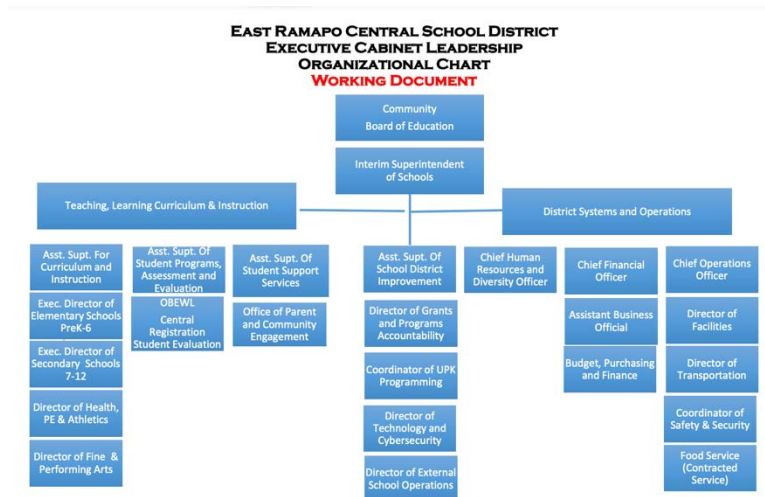 EAST RAMAPO CENTRAL SCHOOL DISTRICT
EXECUTIVE CABINET LEADERSHIP
ORGANIZATIONAL CHART
WORKING DOCUMENT
Community
Board of Education
Interim Superintendent
of Schools
Teaching, Learning Curriculum & Instruction
District Systems and Operations
Asst. Supt. For
Curriculum and
Instruction
Exec. Director of
Elementary Schools
PreK-6
Exec. Director of
Secondary Schools
7-12
Director of Health,
PE & Athletics
Director of Fine &
Performing Arts
Asst. Supt. Of
Student Programs,
Assessment and
Evaluation
OBEWL
Central
Registration
Student Evaluation
Asst. Supt. Of
Student Support
Services
Office of Parent
and Community
Engagement
Asst. Supt. Of
School District
Improvement
Director of Grants
and Programs
Accountability
Coordinator of UPK
Programming
Director of
Technology and
Cybersecurity
Director of External
School Operations
Chief Human
Resources and
Diversity Officer
Chief Financial
Officer
Assistant Business
Official
Budget, Purchasing
and Finance
Chief Operations
Officer
Director of
Facilities
Director of
Transportation
Coordinator of
Safety & Security
Food Service
(Contracted
Service)